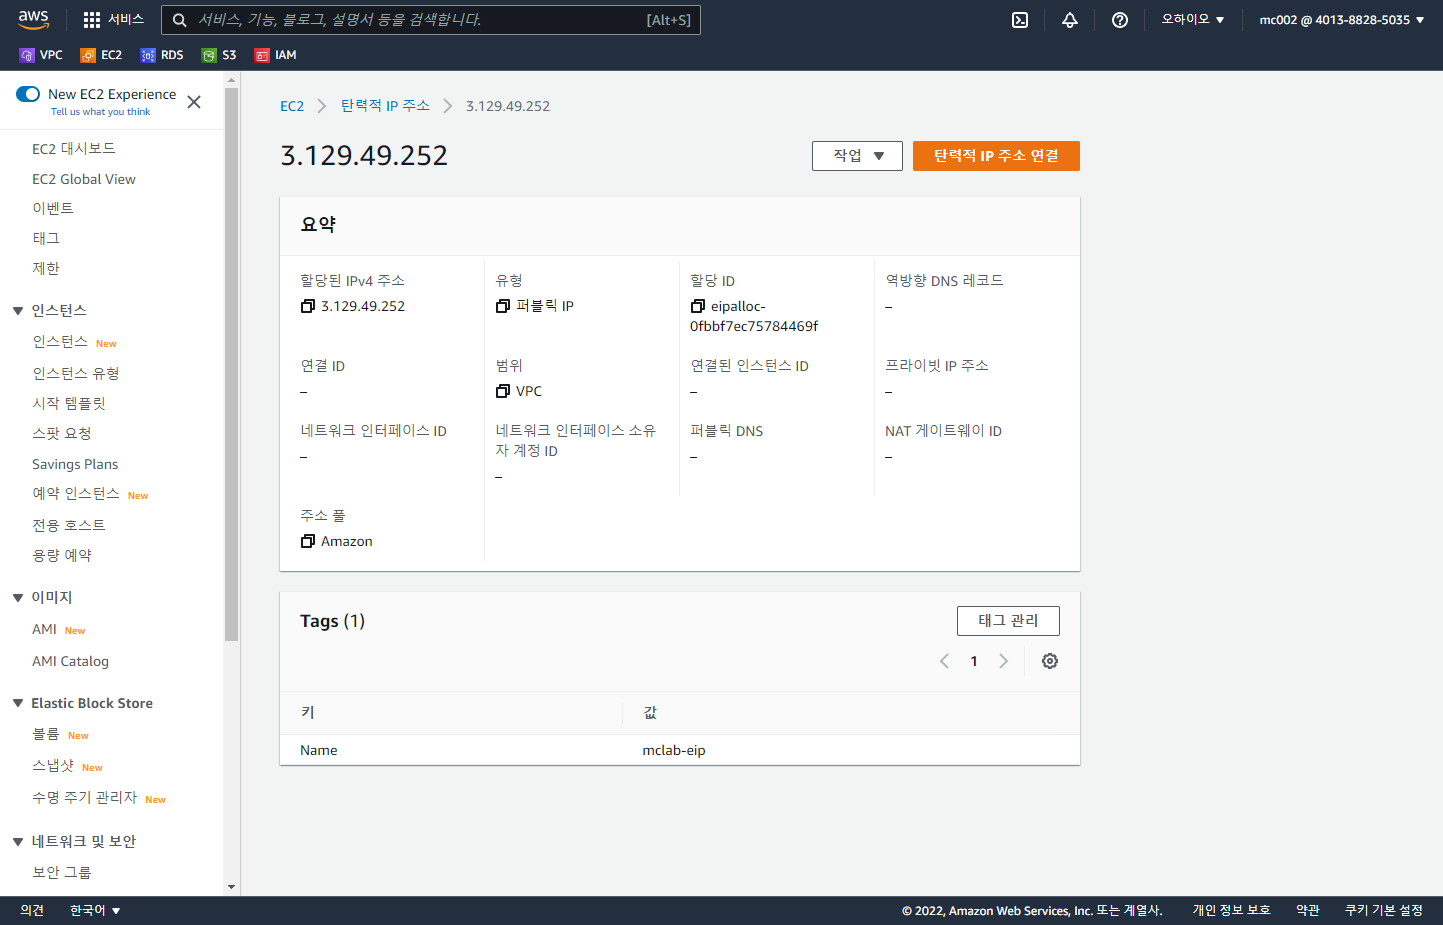 aws
서비스
서비스, 기능, 블로그, 설명서 등을 검색합니다.
[Alt+S]
오하이오
mc002 @ 4013-8828-5035
VPC
EC2
RDS
S3
IAM
New EC2 Experience
Tell us what you think
EC2 대시보드
EC2 Global View
이벤트
태그
제한
인스턴스
인스턴스 New
인스턴스 유형
시작 템플릿
스팟 요청
Savings Plans
예약 인스턴스 New
전용 호스트
용량 예약
이미지
AMI New
AMI Catalog
Elastic Block Store
볼륨 New
스냅샷 New
수명 주기 관리자 New
네트워크 및 보안
보안 그룹
EC2 > 탄력적 IP 주소 > 3.129.49.252
3.129.49.252
작업
탄력적 IP 주소 연결
요약
할당된 IPv4 주소
3.129.49.252
유형
퍼블릭 IP
할당 ID
eipalloc-
0fbbf7ec75784469f
역방향 DNS 레코드
–
연결 ID
–
범위
VPC
연결된 인스턴스 ID
–
프라이빗 IP 주소
–
네트워크 인터페이스 ID
–
네트워크 인터페이스 소유
자 계정 ID
–
퍼블릭 DNS
–
NAT 게이트웨이 ID
–
주소 풀
Amazon
Tags (1)
태그 관리
1
키
값
Name
mclab-eip
의견
한국어
© 2022, Amazon Web Services, Inc. 또는 계열사.
개인 정보 보호
약관
쿠키 기본 설정